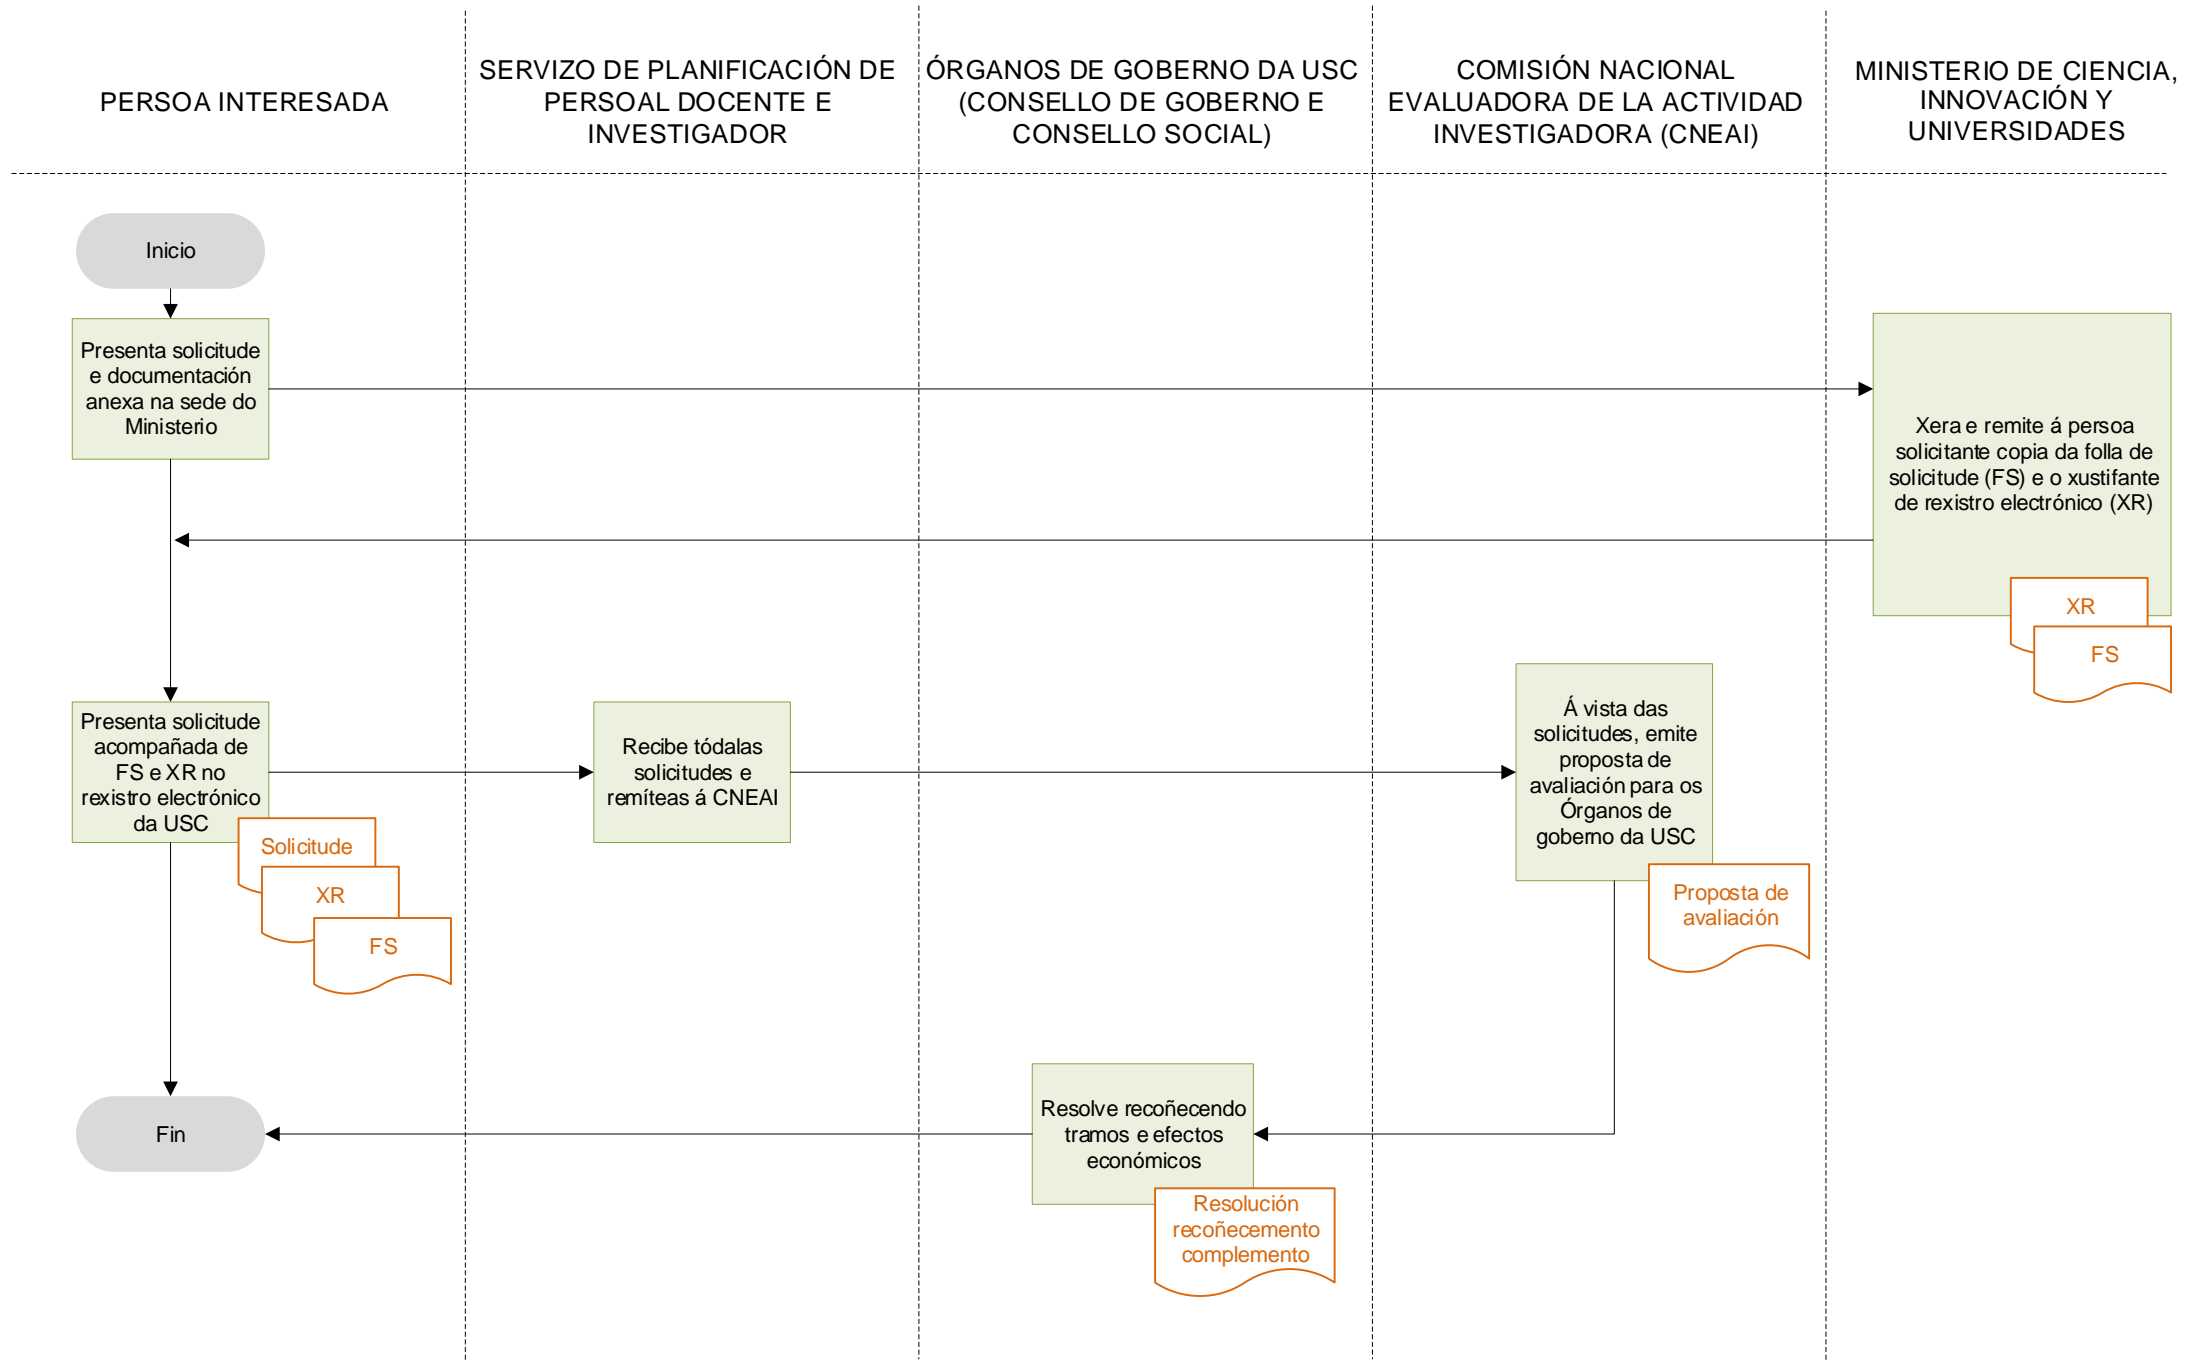 PERSOA INTERESADA
SERVIZO DE PLANIFICACIÓN DE
PERSOAL DOCENTE E
INVESTIGADOR
ÓRGANOS DE GOBERNO DA USC
(CONSELLO DE GOBERNO E
CONSELLO SOCIAL)
COMISIÓN NACIONAL
EVALUADORA DE LA ACTIVIDAD
INVESTIGADORA (CNEAI)
MINISTERIO DE CIENCIA,
INNOVACIÓN Y
UNIVERSIDADES
Inicio
Presenta solicitude
e documentación
anexa na sede do
Ministerio
Xera e remite á persoa
solicitante copia da folla de
solicitude (FS) e o xustifante
de rexistro electrónico (XR)
XR
FS
Presenta solicitude
acompañada de
FS e XR no
rexistro electrónico
da USC
Solicitude
XR
FS
Recibe tódalas
solicitudes e
remíteas á CNEAI
Á vista das
solicitudes, emite
proposta de
avaliación para os
Órganos de
goberno da USC
Proposta de
avaliación
Resolve recoñecendo
tramos e efectos
económicos
Resolución
recoñecemento
complemento
Fin